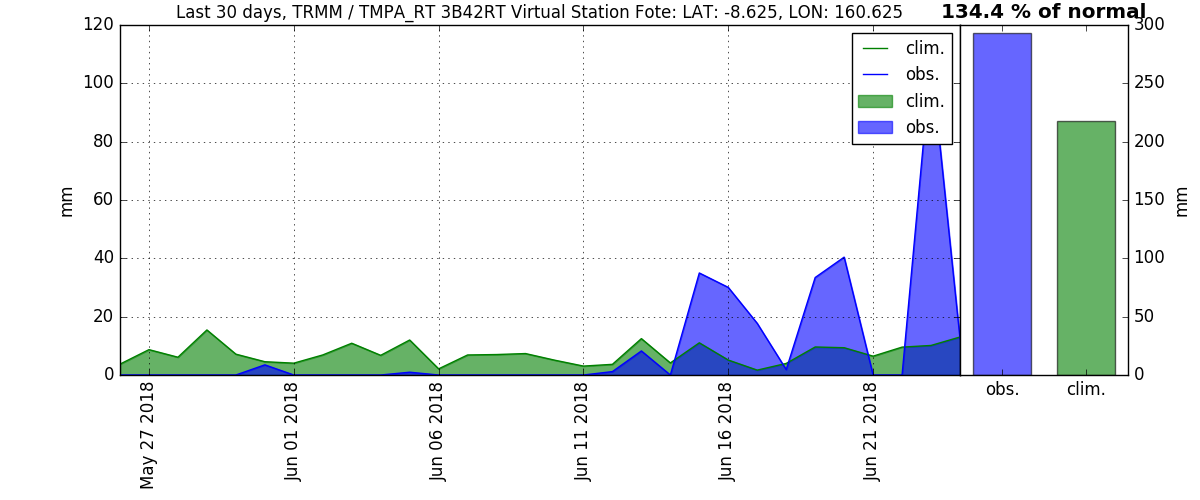 Last 30 days, TRMM / TMPA_RT 3B42RT Virtual Station Fote: LAT: -8.625, LON: 160.625
134.4 % of normal
120
100
80
60
40
20
0
mm
clim.
obs.
clim.
obs.
300
250
200
150
100
50
0
mm
May 27 2018
Jun 01 2018
Jun 06 2018
Jun 11 2018
Jun 16 2018
Jun 21 2018
obs.
clim.